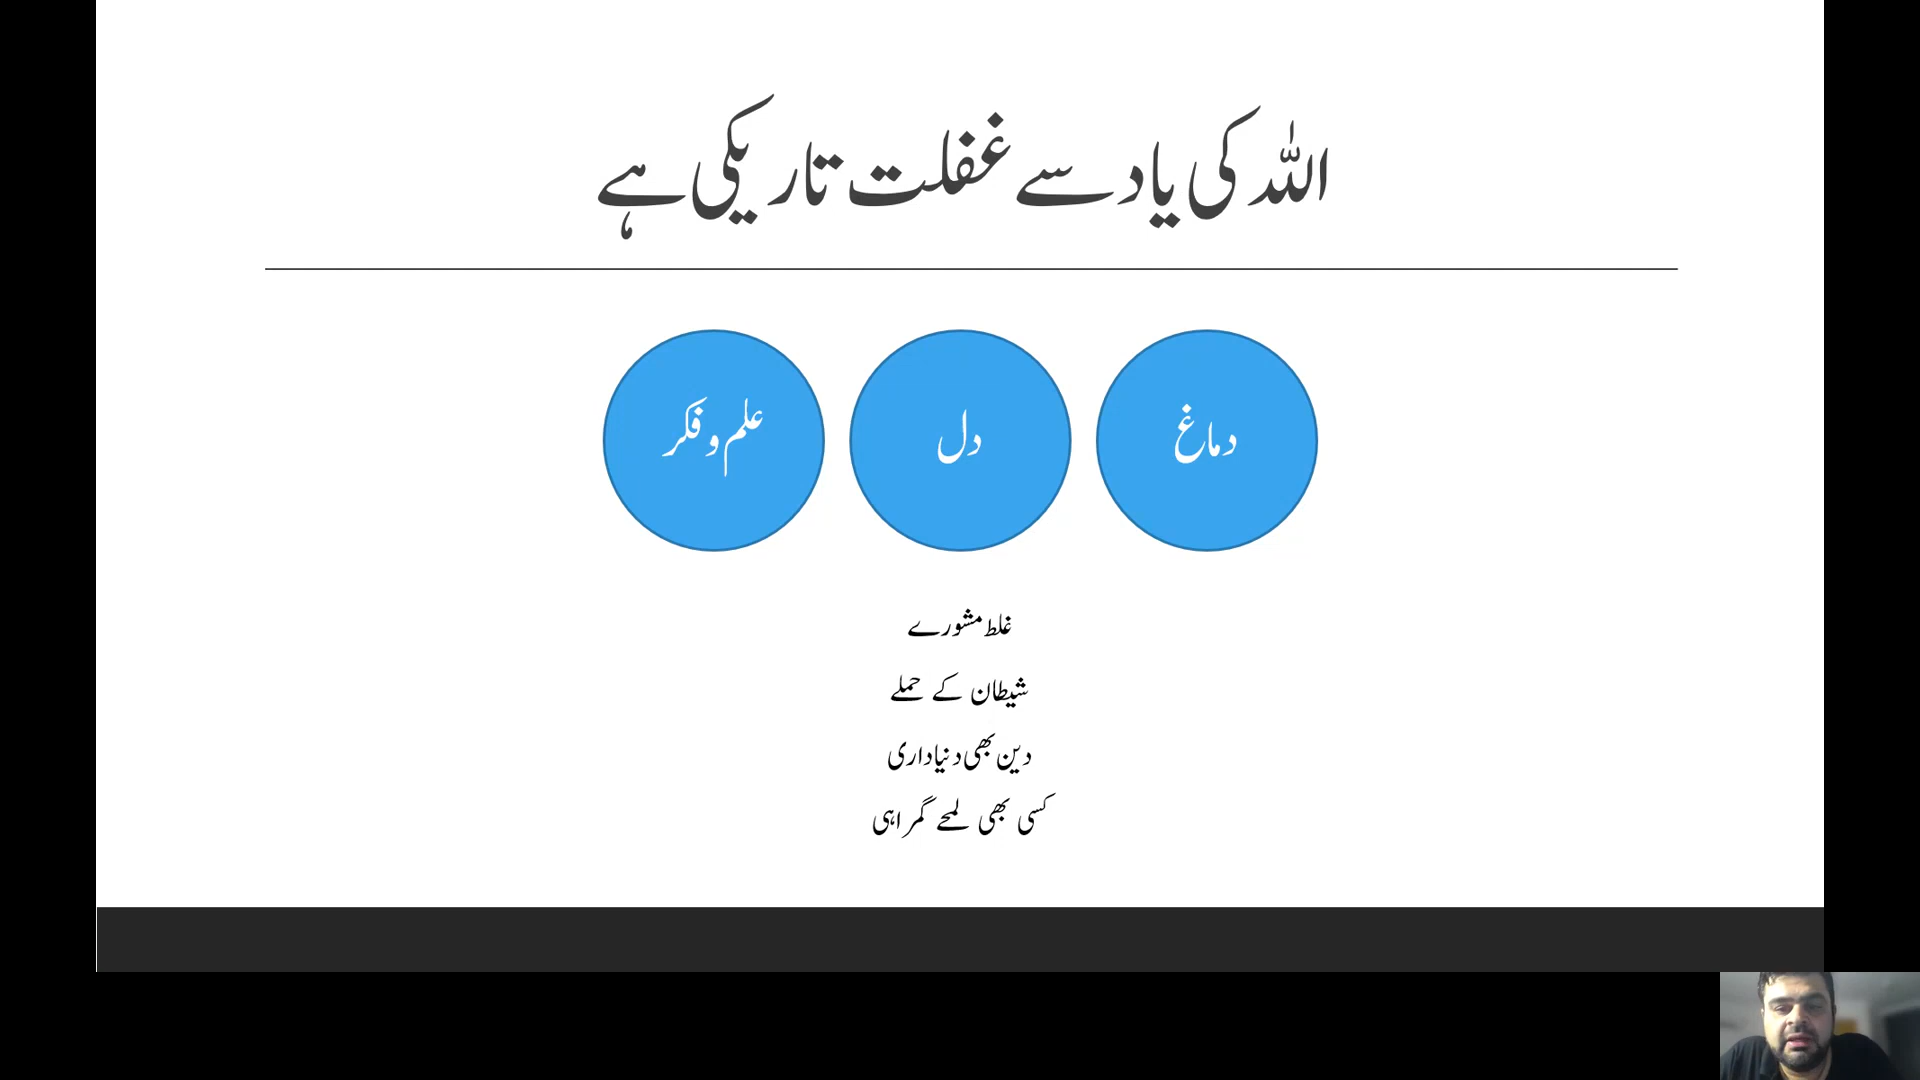 اللہ کی یاد سے غفلت تاریکی ہے
دماغ
دل
علم و فکر
غلط مشورے
شیطان کے حملے
دین بھی دنیاداری
کسی بھی لمحے گمراہی